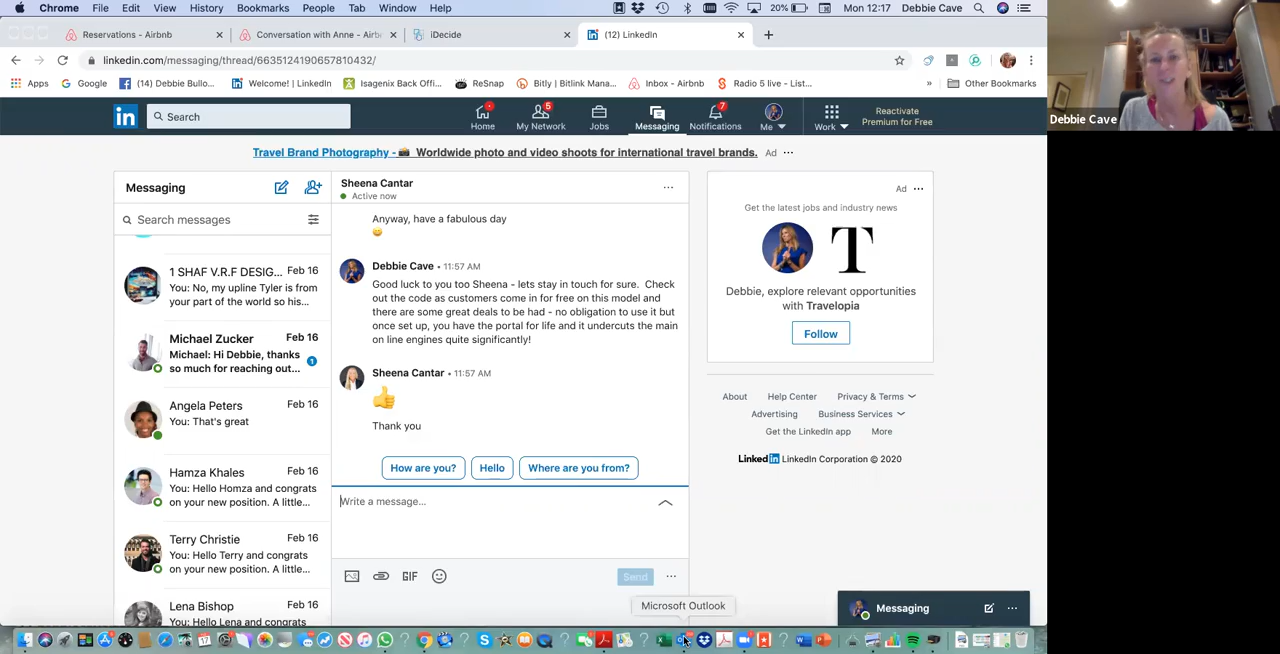 Chrome File Edit View History Bookmarks People Tab Window Help 20% Mon 12:17 Debbie Cave
Reservations - Airbnb
Conversation with Anne - Airb
iDecide
(12) LinkedIn
linkedin.com/messaging/thread/6635124190657810432/
Apps Google (14) Debbie Bullo... Welcome! | LinkedIn Isagenix Back Offi... ReSnap Bitly | Bitlink Mana... Inbox - Airbnb Radio 5 live - List... » Other Bookmarks
in Search
Home
5 My Network
Jobs
Messaging
7 Notifications
Me
Work
Reactivate
Premium for Free
Travel Brand Photography - 📸 Worldwide photo and video shoots for international travel brands. Ad ...
Messaging
Search messages
1 SHAF V.R.F DESIG... Feb 16
You: No, my upline Tyler is from
your part of the world so his...
Michael Zucker Feb 16
Michael: Hi Debbie, thanks
so much for reaching out... 1
Angela Peters Feb 16
You: That's great
Hamza Khales Feb 16
You: Hello Homza and congrats
on your new position. A little...
Terry Christie Feb 16
You: Hello Terry and congrats
on your new position. A little...
Lena Bishop Feb 16
You: Hello Lena and congrats
Sheena Cantar
Active now
Anyway, have a fabulous day
😄
Debbie Cave • 11:57 AM
Good luck to you too Sheena - lets stay in touch for sure. Check
out the code as customers come in for free on this model and
there are some great deals to be had - no obligation to use it but
once set up, you have the portal for life and it undercuts the main
on line engines quite significantly!
Sheena Cantar • 11:57 AM
👍
Thank you
How are you? Hello Where are you from?
Write a message...
GIF
Send ...
Microsoft Outlook
Ad ...
Get the latest jobs and industry news
T
Debbie, explore relevant opportunities
with Travelopia
Follow
About Help Center Privacy & Terms
Advertising Business Services
Get the LinkedIn app More
LinkedIn LinkedIn Corporation © 2020
Messaging
Debbie Cave
17